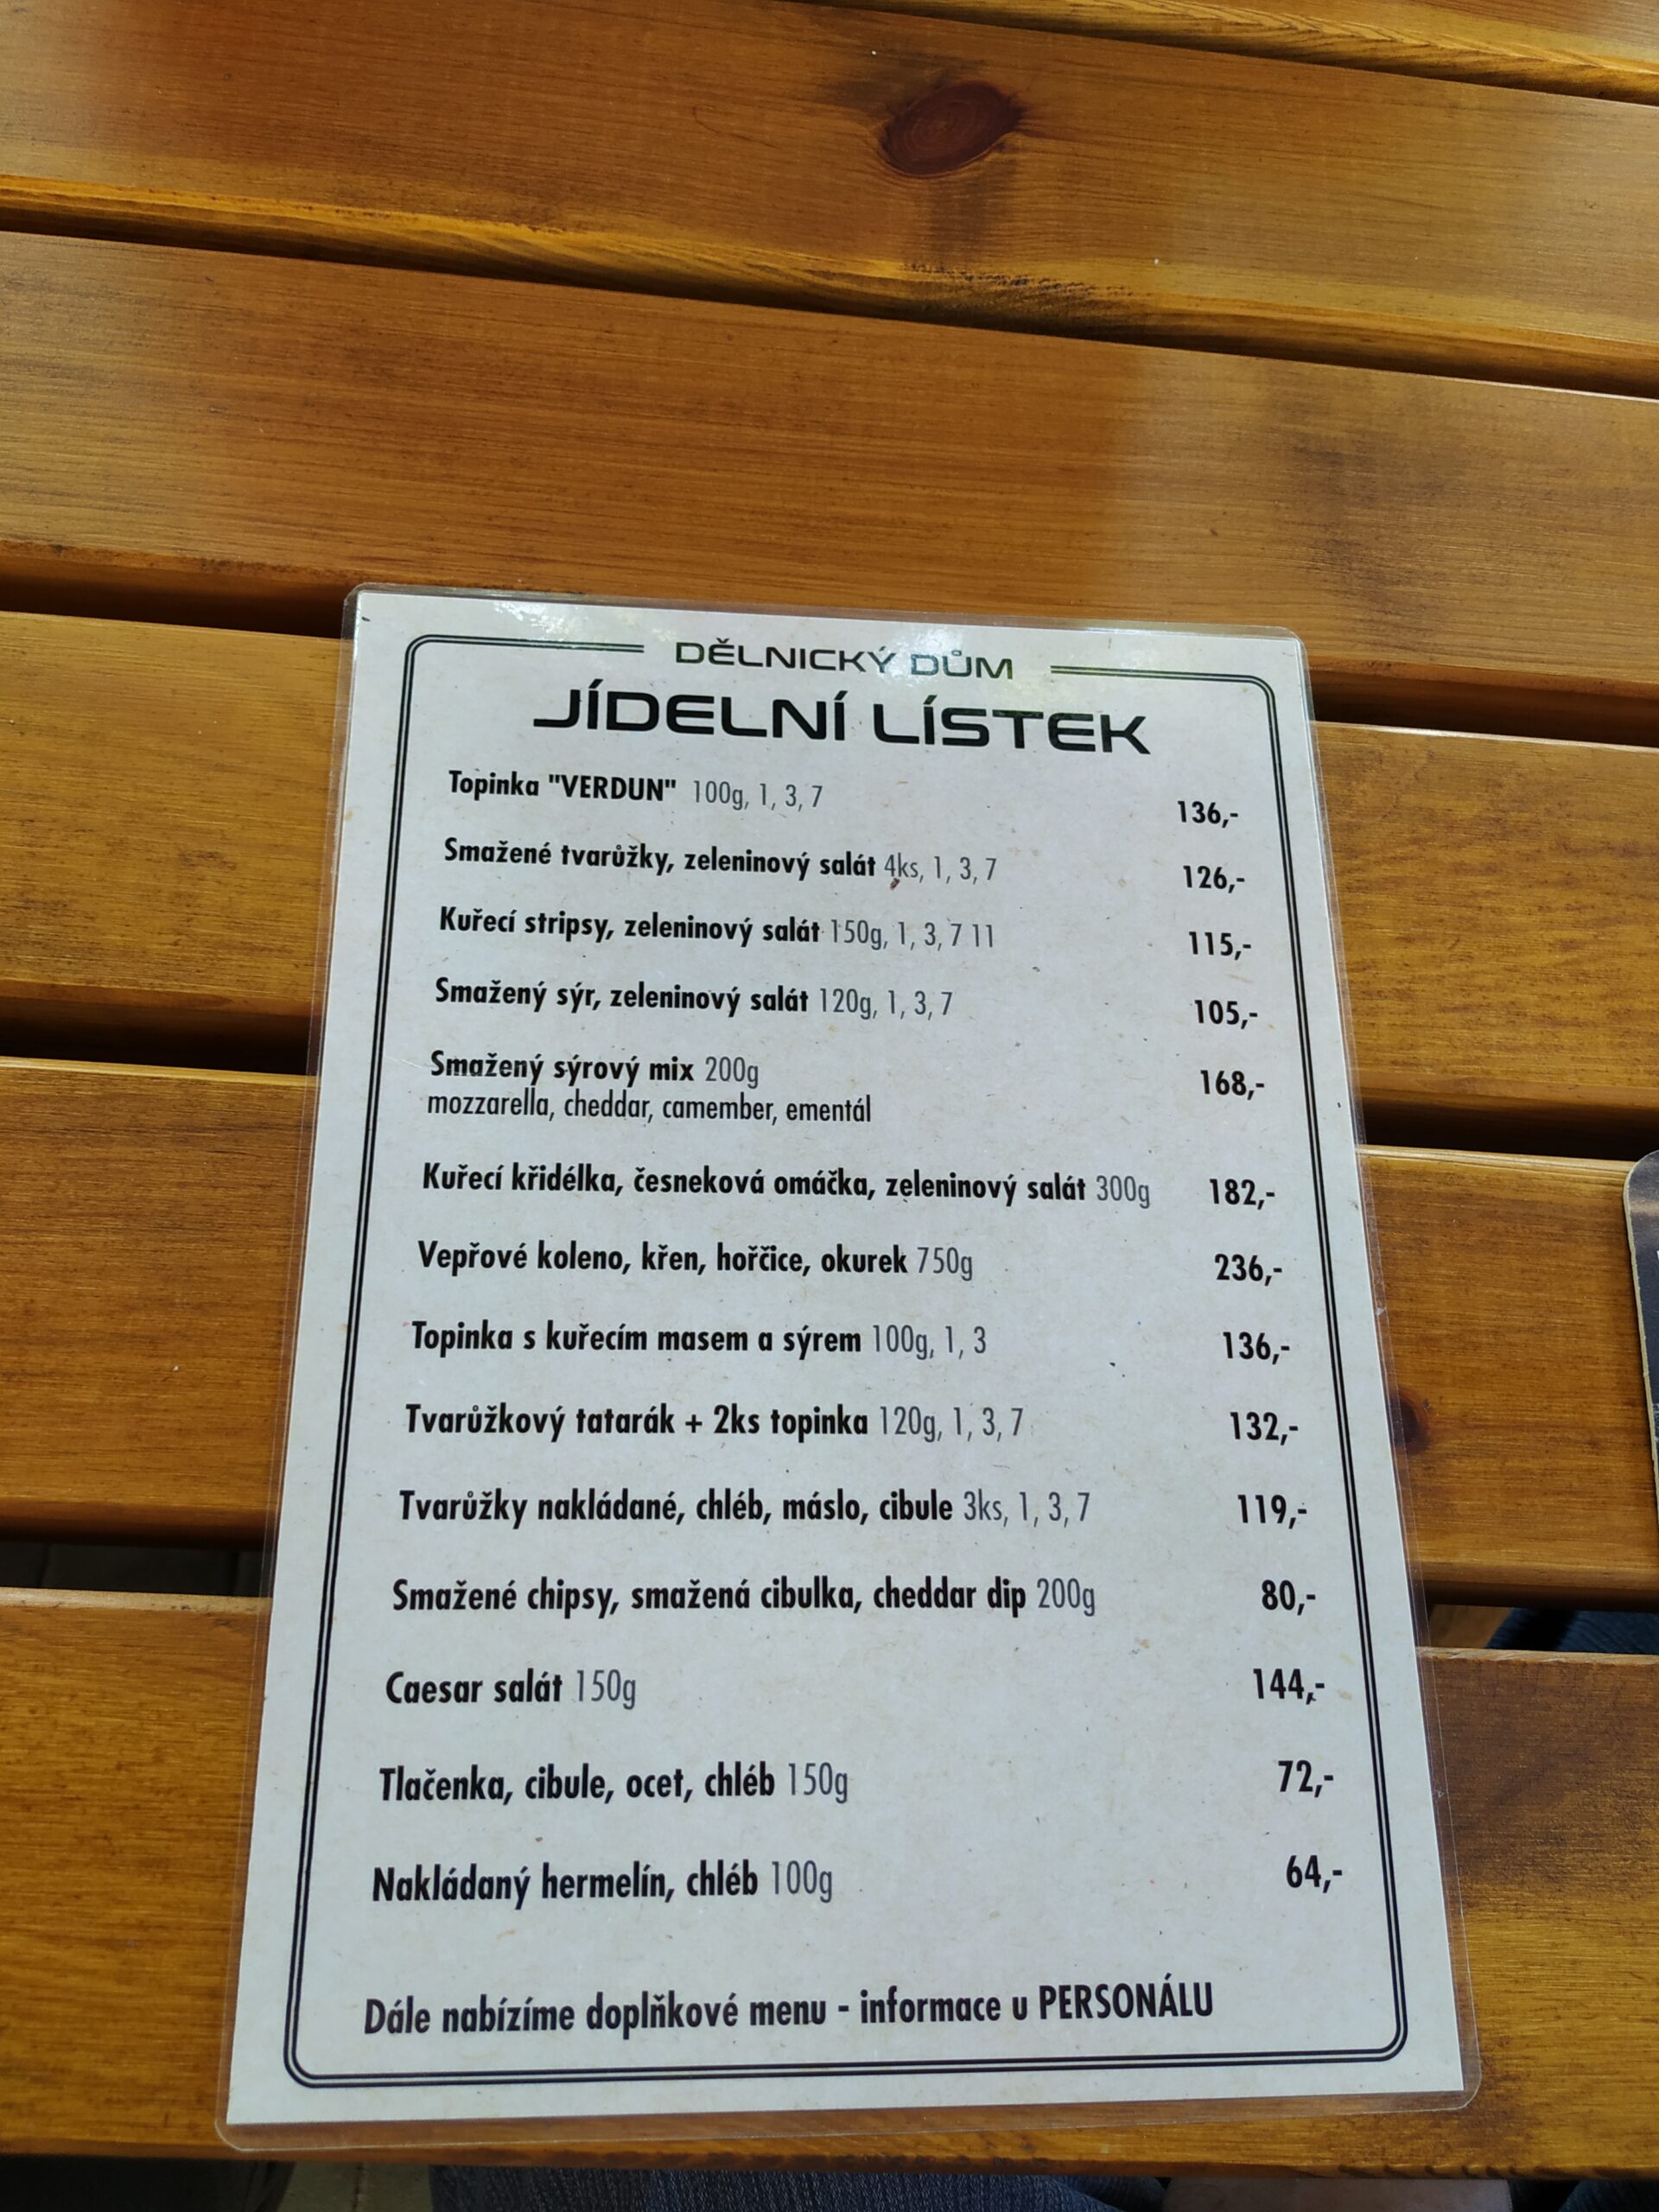 DĚLNICKÝ DŮM
JÍDELNÍ LÍSTEK
Topinka "VERDUN" 100g, 1, 3, 7 136,-
Smažené tvarůžky, zeleninový salát 4ks, 1, 3, 7 126,-
Kuřecí stripsy, zeleninový salát 150g, 1, 3, 7 11 115,-
Smažený sýr, zeleninový salát 120g, 1, 3, 7 105,-
Smažený sýrový mix 200g 168,-
mozzarella, cheddar, camember, ementál
Kuřecí křidélka, česneková omáčka, zeleninový salát 300g 182,-
Vepřové koleno, křen, hořčice, okurek 750g 236,-
Topinka s kuřecím masem a sýrem 100g, 1, 3 136,-
Tvarůžkový tatarák + 2ks topinka 120g, 1, 3, 7 132,-
Tvarůžky nakládané, chléb, máslo, cibule 3ks, 1, 3, 7 119,-
Smažené chipsy, smažená cibulka, cheddar dip 200g 80,-
Caesar salát 150g 144,-
Tlačenka, cibule, ocet, chléb 150g 72,-
Nakládaný hermelín, chléb 100g 64,-
Dále nabízíme doplňkové menu - informace u PERSONÁLU